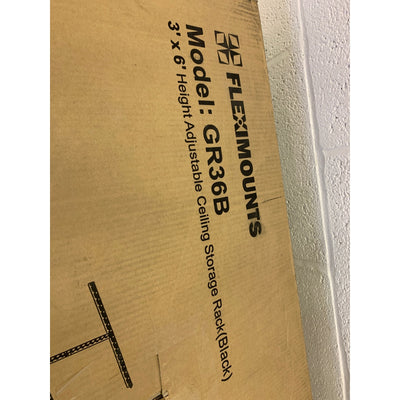 FLEXIMOUNTS
Model: GR36B
3' x 6' Height Adjustable Ceiling Storage Rack(Black)